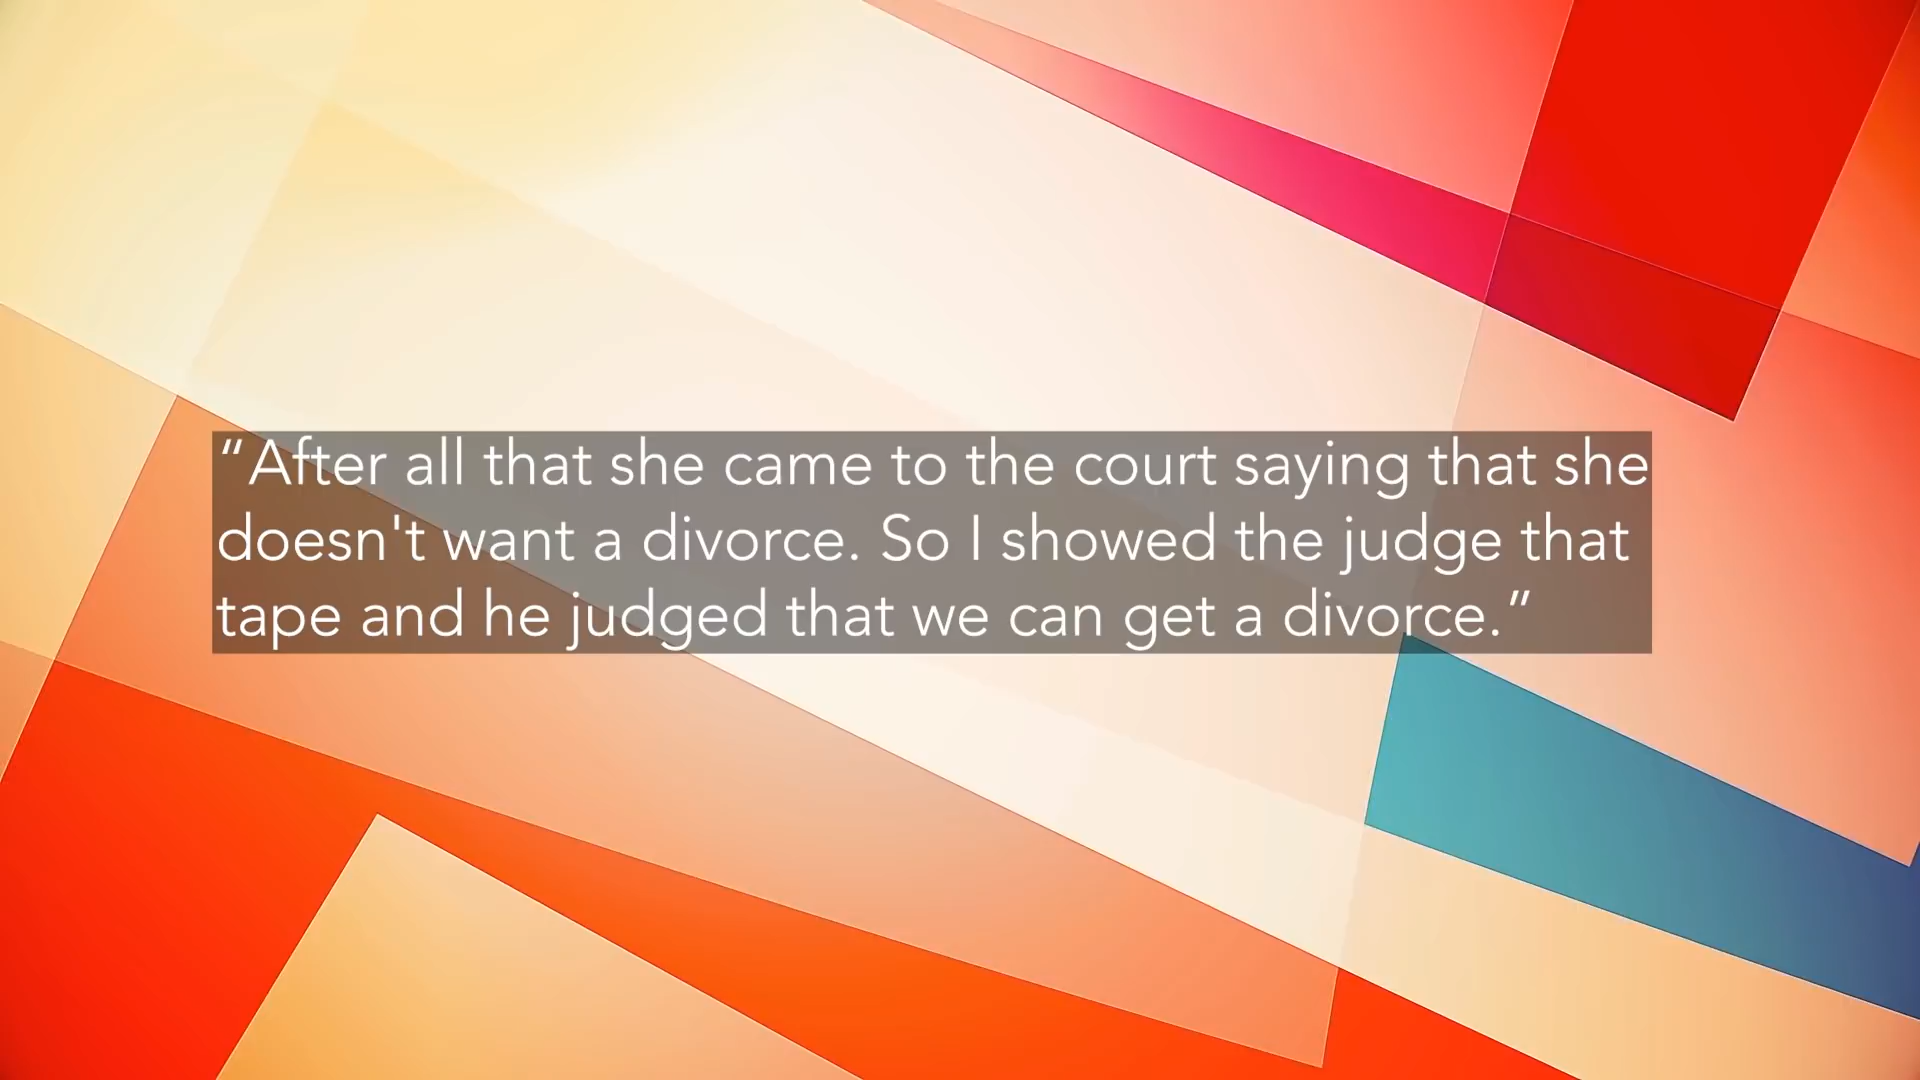 “After all that she came to the court saying that she
doesn't want a divorce. So I showed the judge that
tape and he judged that we can get a divorce.”